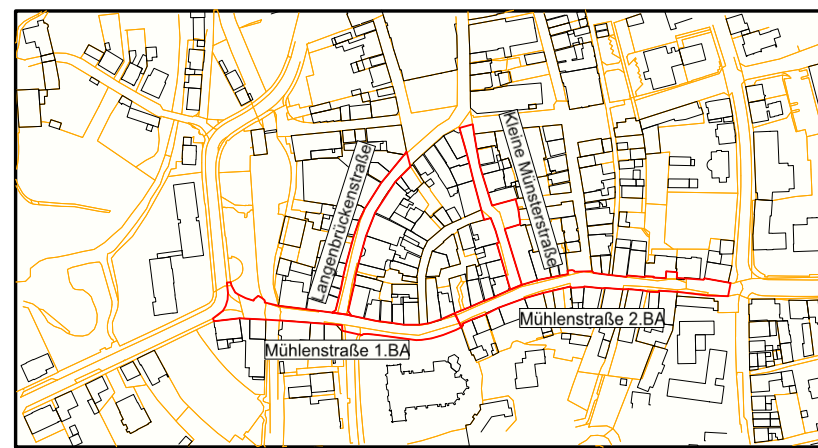 Langenbrückenstraße
Kleine Münsterstraße
Mühlenstraße 1.BA
Mühlenstraße 2.BA